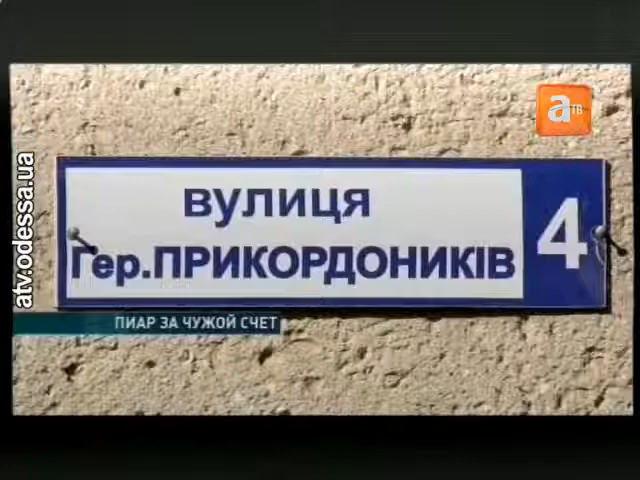 аТВ
atv.odessa.ua
вулиця
Гер.ПРИКОРДОНИКІВ
4
ПИАР ЗА ЧУЖОЙ СЧЕТ